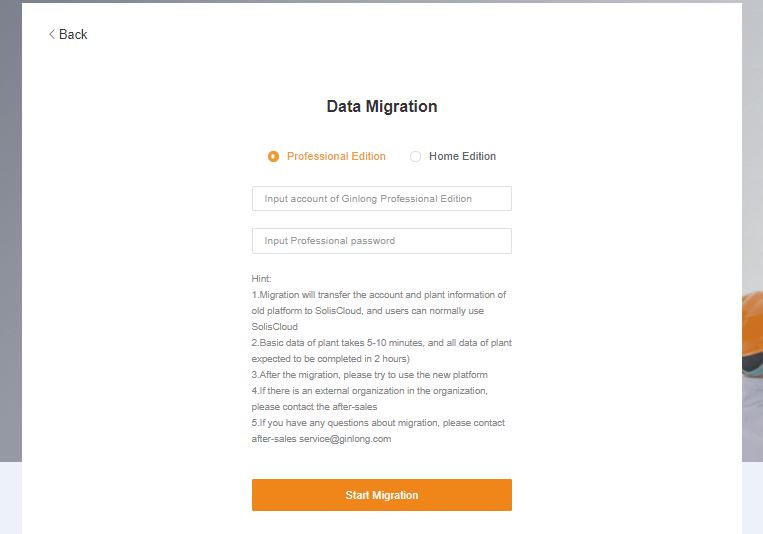 Back
Data Migration
Professional Edition Home Edition
Input account of Ginlong Professional Edition
Input Professional password
Hint:
1.Migration will transfer the account and plant information of
old platform to SolisCloud, and users can normally use
SolisCloud
2.Basic data of plant takes 5-10 minutes, and all data of plant
expected to be completed in 2 hours)
3.After the migration, please try to use the new platform
4.If there is an external organization in the organization,
please contact the after-sales
5.If you have any questions about migration, please contact
after-sales service@ginlong.com
Start Migration